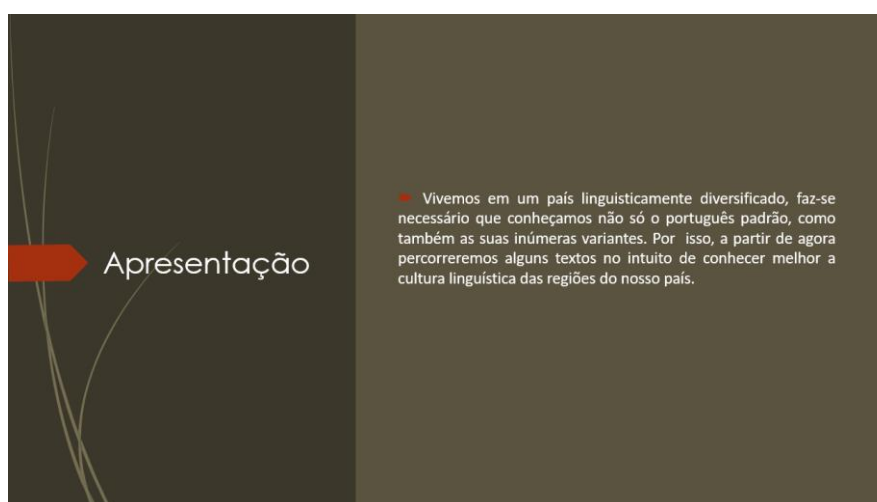 Apresentação
Vivemos em um país linguisticamente diversificado, faz-se
necessário que conheçamos não só o português padrão, como
também as suas inúmeras variantes. Por isso, a partir de agora
percorreremos alguns textos no intuito de conhecer melhor a
cultura linguística das regiões do nosso país.